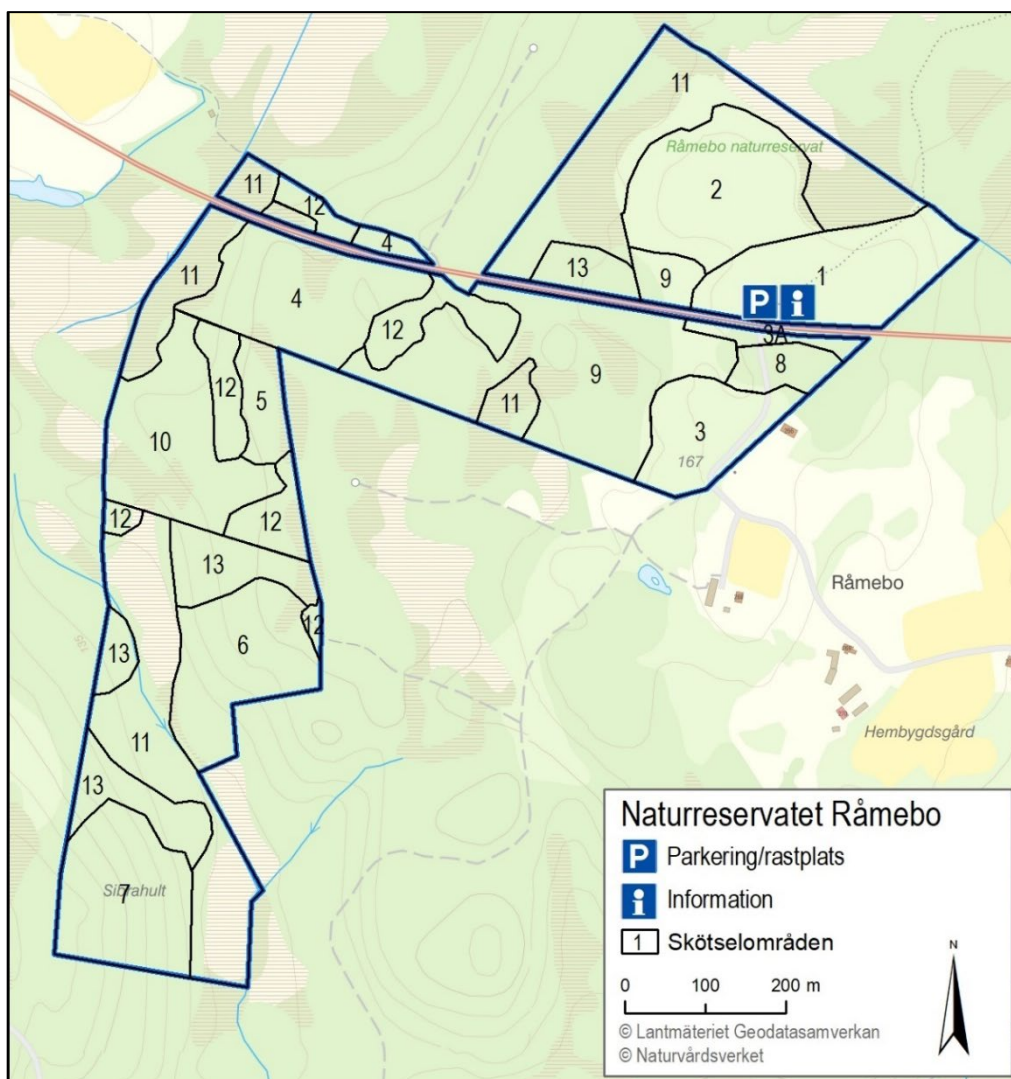 11
Råmebo naturreservat
2
11
12
4
13
9
1
P i
3A
8
11
4
12
9
11
3
167
12
5
10
12
12
13
12
6
13
11
13
7
Råmebo
Hembygdsgård
Naturreservatet Råmebo
P Parkering/rastplats
i Information
1 Skötselområden
0 100 200 m
N
© Lantmäteriet Geodatasamverkan
© Naturvårdsverket